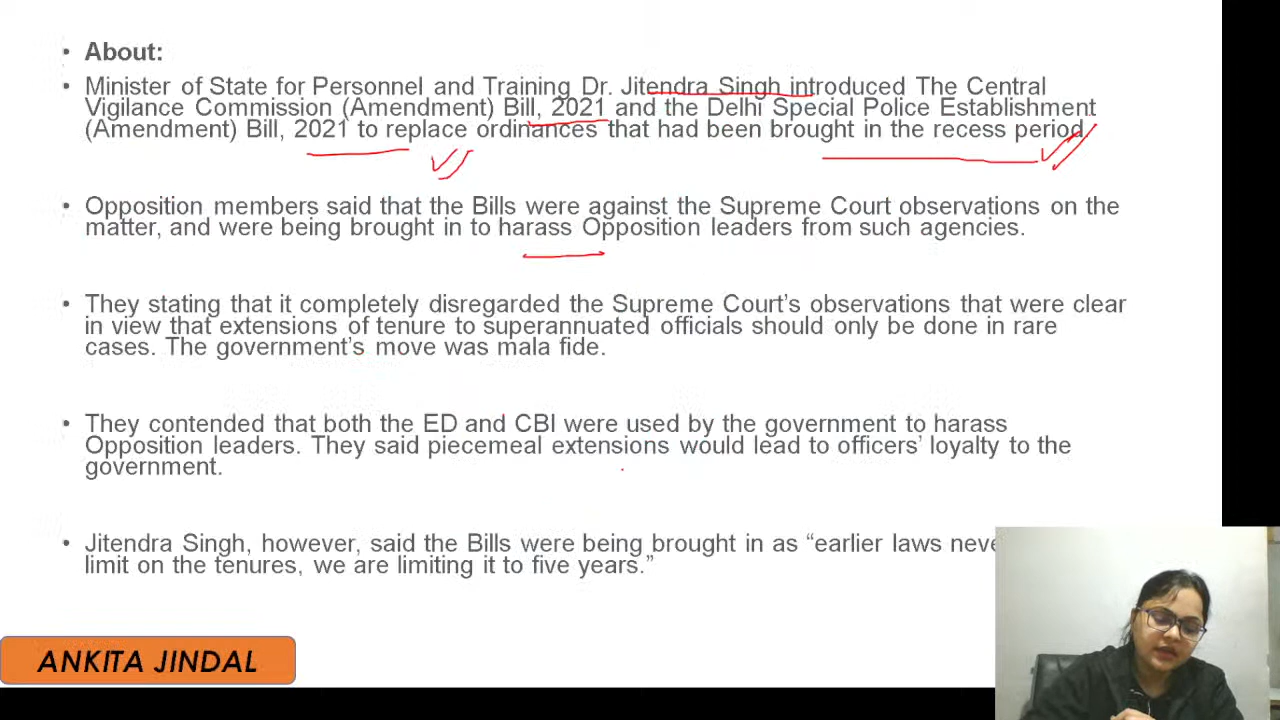 • About:
• Minister of State for Personnel and Training Dr. Jitendra Singh introduced The Central
Vigilance Commission (Amendment) Bill, 2021 and the Delhi Special Police Establishment
(Amendment) Bill, 2021 to replace ordinances that had been brought in the recess period.
• Opposition members said that the Bills were against the Supreme Court observations on the
matter, and were being brought in to harass Opposition leaders from such agencies.
• They stating that it completely disregarded the Supreme Court's observations that were clear
in view that extensions of tenure to superannuated officials should only be done in rare
cases. The government's move was mala fide.
• They contended that both the ED and CBI were used by the government to harass
Opposition leaders. They said piecemeal extensions would lead to officers' loyalty to the
government.
• Jitendra Singh, however, said the Bills were being brought in as “earlier laws
limit on the tenures, we are limiting it to five years.”
ANKITA JINDAL